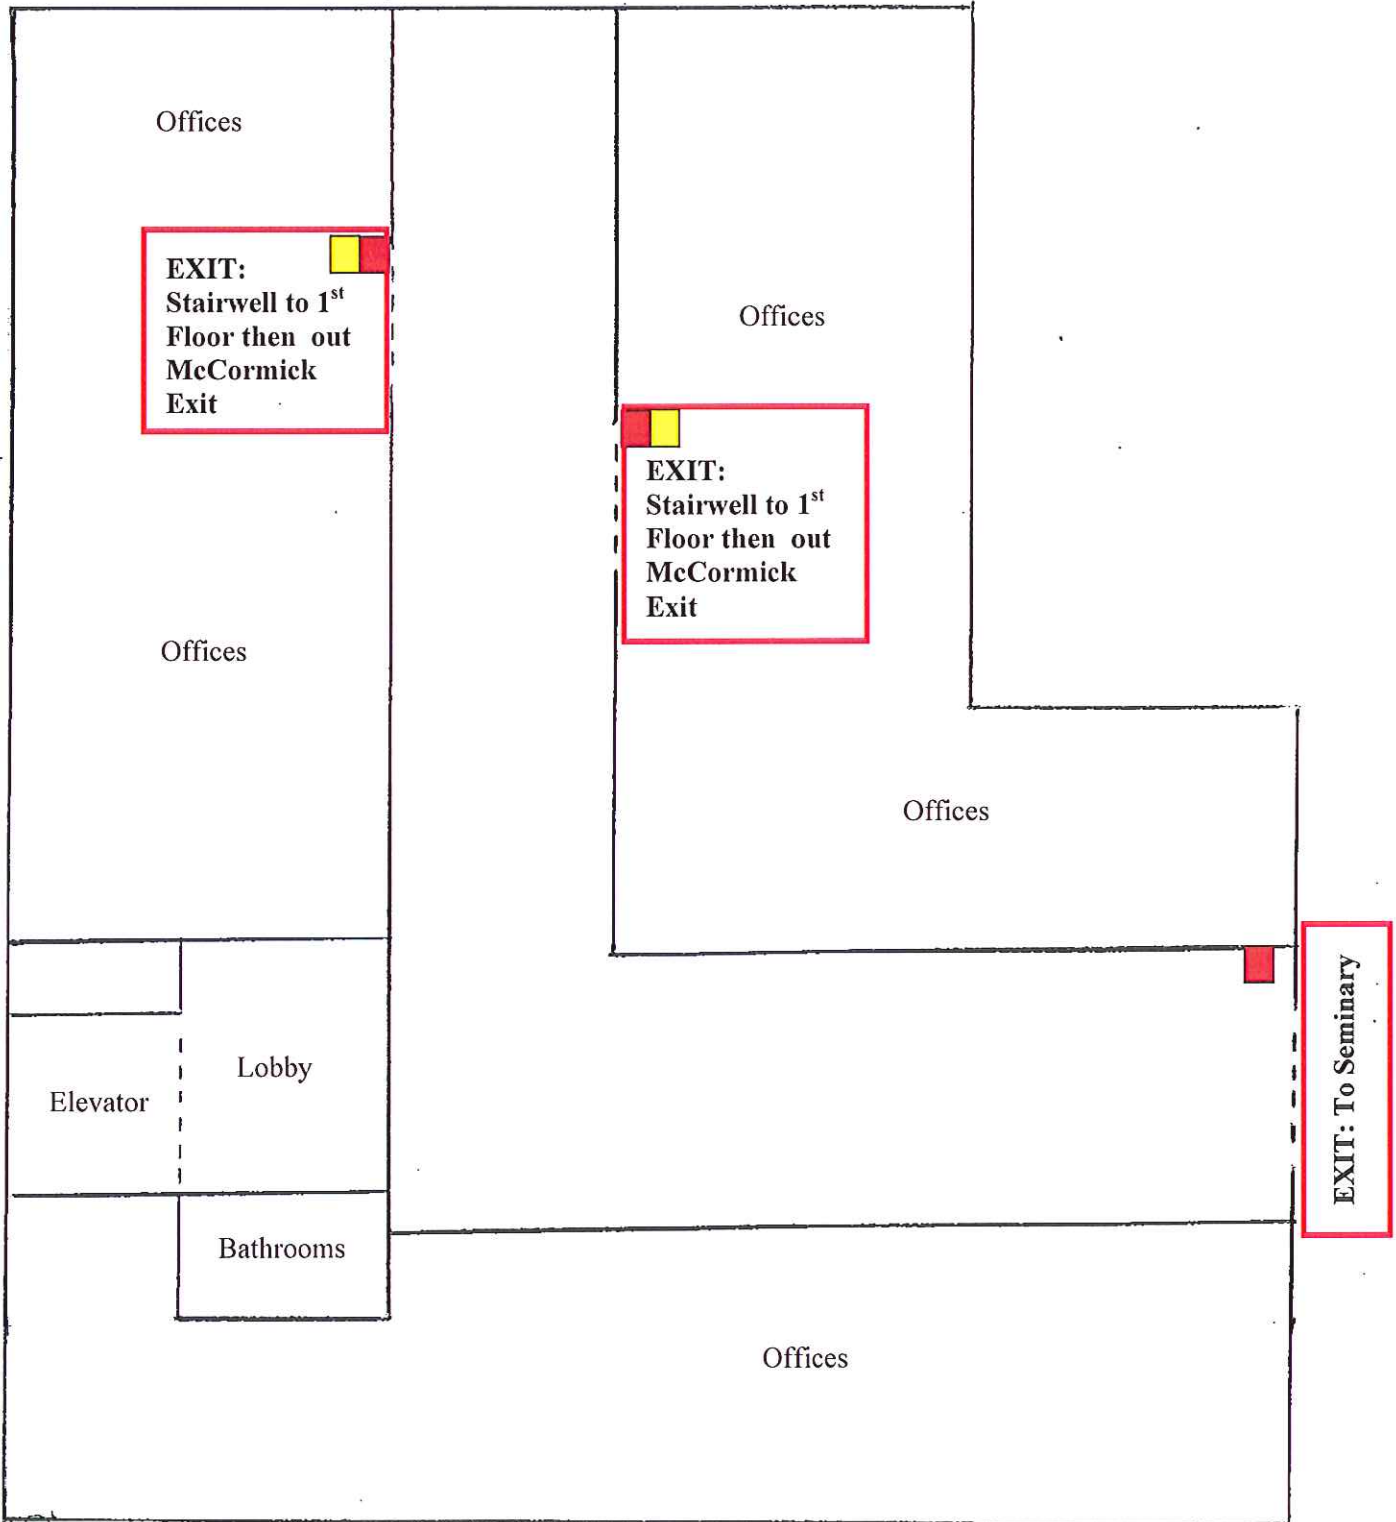 Offices
EXIT:
Stairwell to 1st
Floor then out
McCormick
Exit
Offices
EXIT:
Stairwell to 1st
Floor then out
McCormick
Exit
Offices
Offices
EXIT: To Seminary
Lobby
Elevator
Bathrooms
Offices